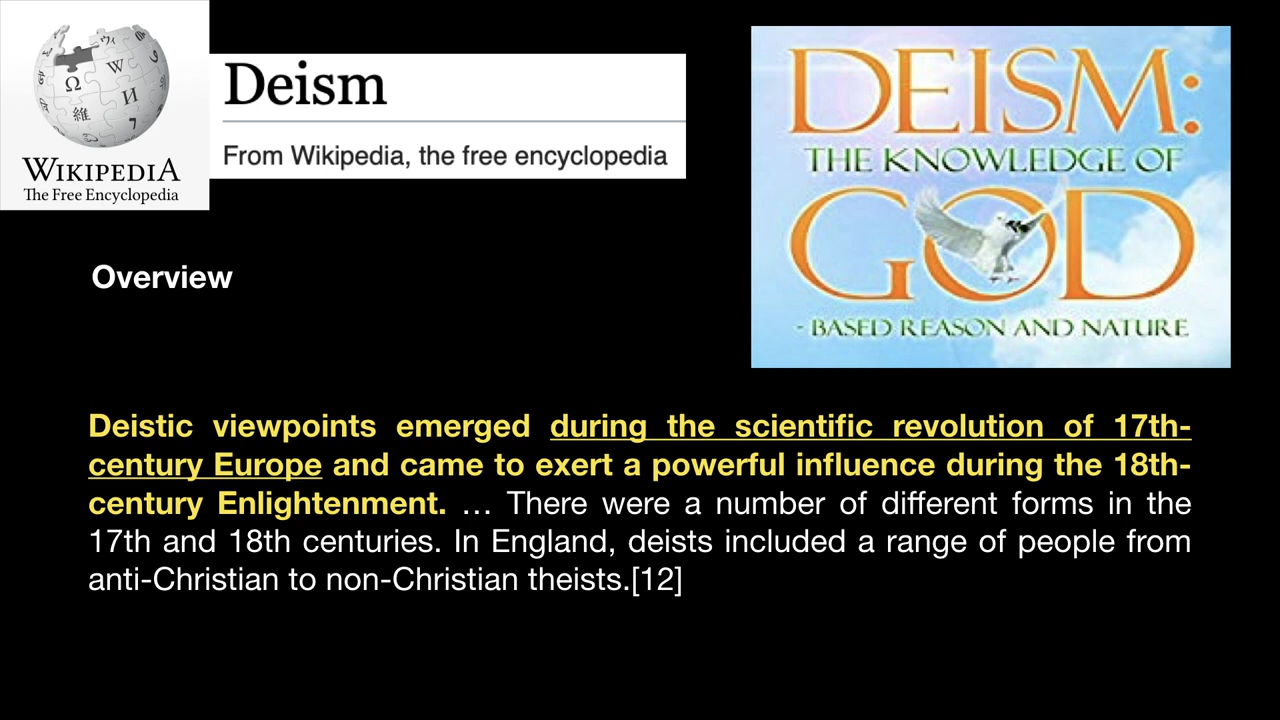 WIKIPEDIA
The Free Encyclopedia
Deism
From Wikipedia, the free encyclopedia
DEISM:
THE KNOWLEDGE OF
GOD
- BASED REASON AND NATURE
Overview
Deistic viewpoints emerged during the scientific revolution of 17th-
century Europe and came to exert a powerful influence during the 18th-
century Enlightenment. … There were a number of different forms in the
17th and 18th centuries. In England, deists included a range of people from
anti-Christian to non-Christian theists.[12]